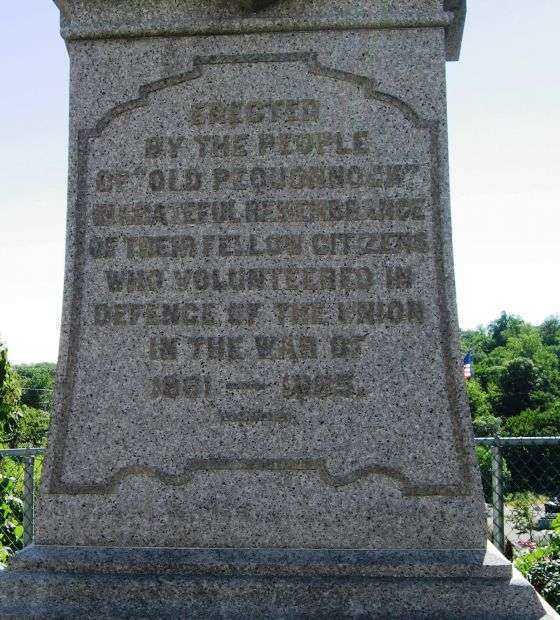 ERECTED
BY THE PEOPLE
OF "OLD PEQUONNOCK"
IN GRATEFUL REMEMBRANCE
OF THEIR FELLOW CITIZENS
WHO VOLUNTEERED IN
DEFENCE OF THE UNION
IN THE WAR OF
1861 — 1865.